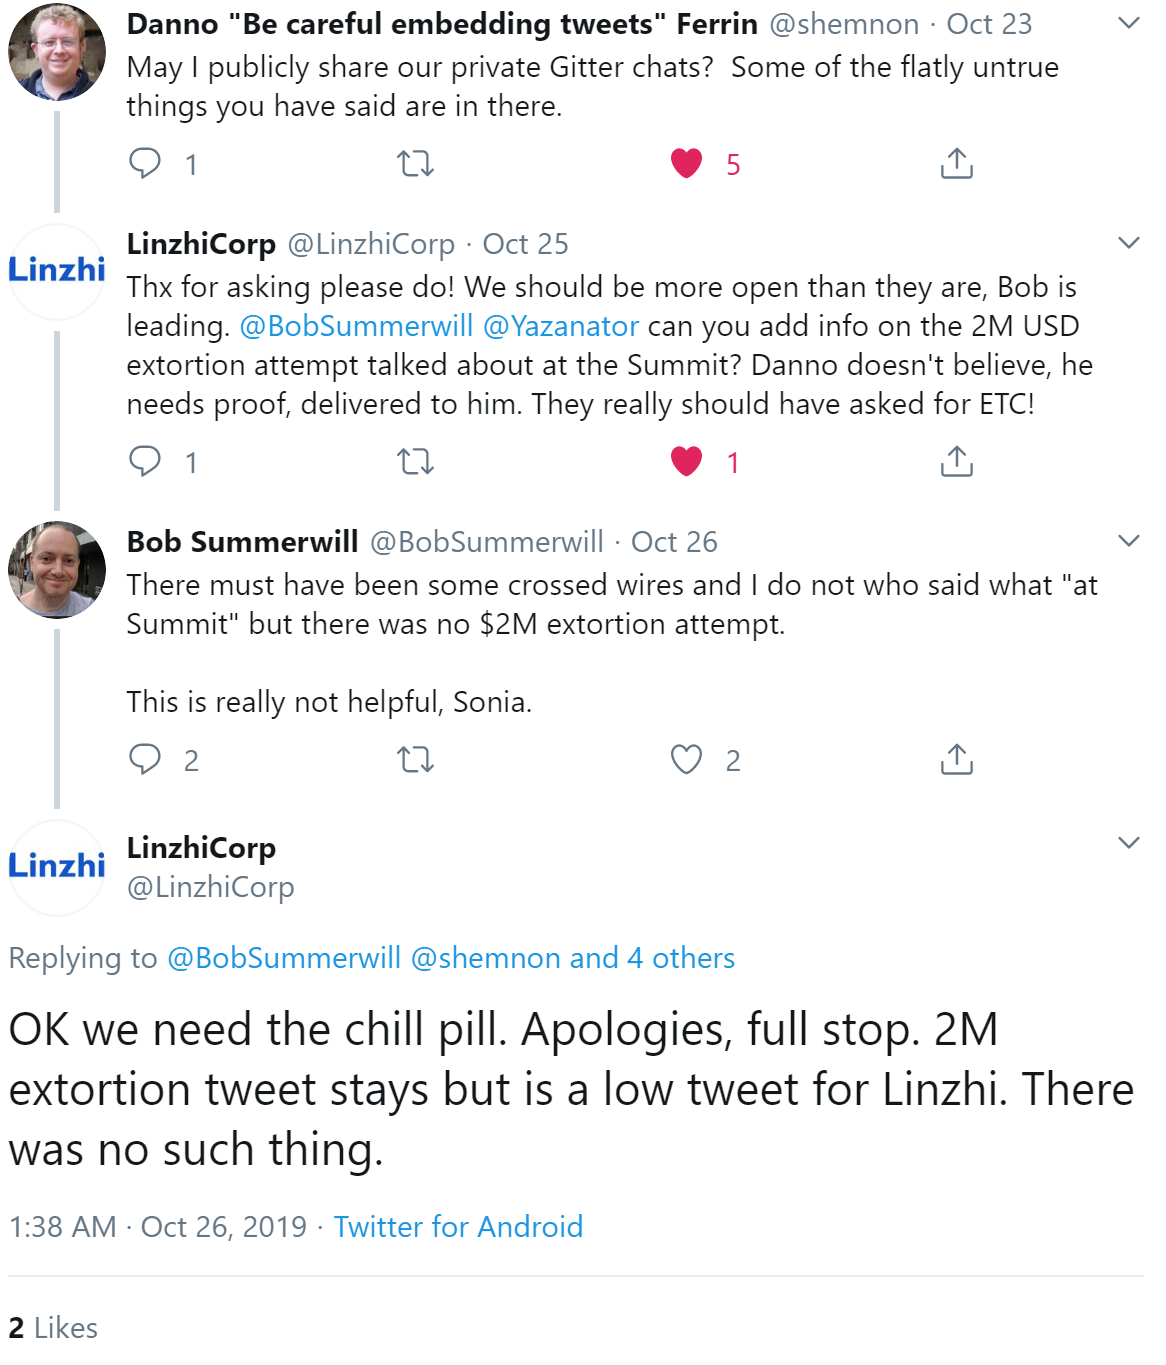 Danno "Be careful embedding tweets" Ferrin @shemnon · Oct 23
May I publicly share our private Gitter chats?  Some of the flatly untrue
things you have said are in there.
1 5
Linzhi
LinzhiCorp @LinzhiCorp · Oct 25
Thx for asking please do! We should be more open than they are, Bob is
leading. @BobSummerwill @Yazanator can you add info on the 2M USD
extortion attempt talked about at the Summit? Danno doesn't believe, he
needs proof, delivered to him. They really should have asked for ETC!
1 1
Bob Summerwill @BobSummerwill · Oct 26
There must have been some crossed wires and I do not who said what "at
Summit" but there was no $2M extortion attempt.
This is really not helpful, Sonia.
2 2
Linzhi
LinzhiCorp
@LinzhiCorp
Replying to @BobSummerwill @shemnon and 4 others
OK we need the chill pill. Apologies, full stop. 2M
extortion tweet stays but is a low tweet for Linzhi. There
was no such thing.
1:38 AM · Oct 26, 2019 · Twitter for Android
2 Likes